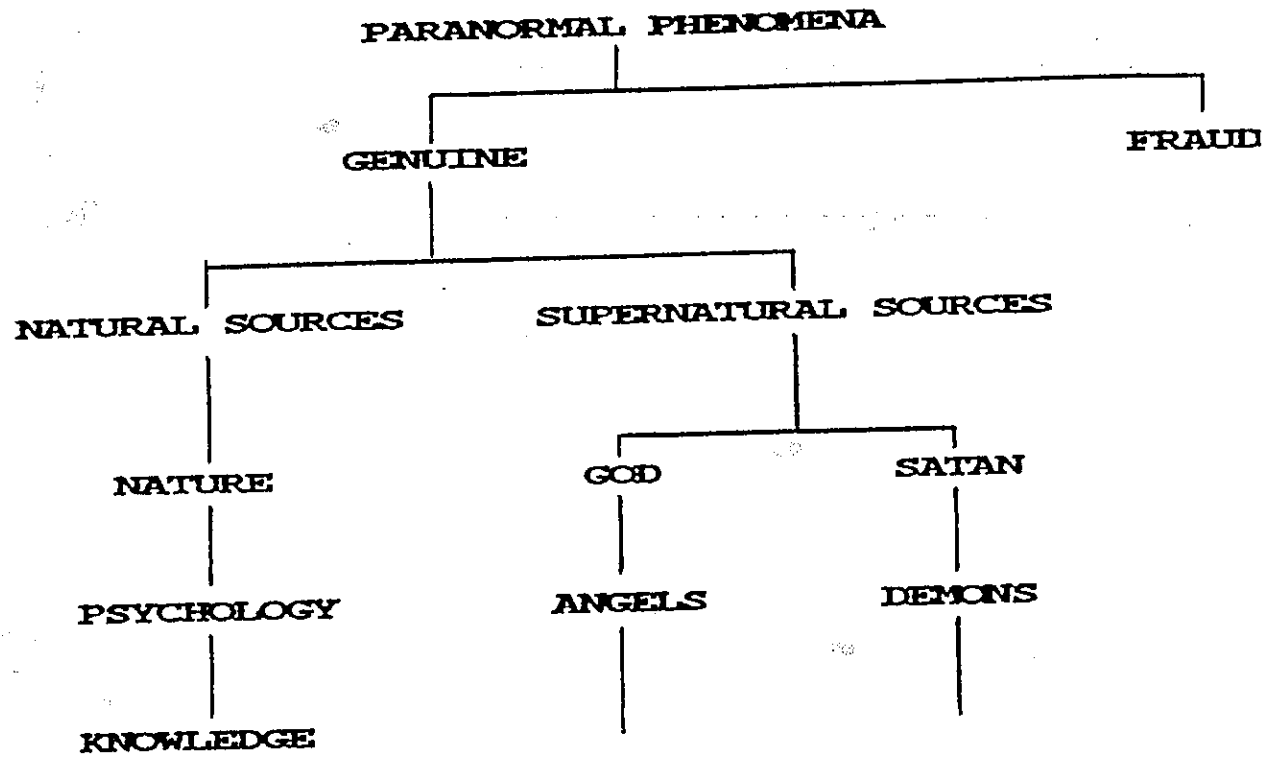 PARANORMAL PHENOMENA
GENUINE
FRAUD
NATURAL SOURCES
SUPERNATURAL SOURCES
NATURE
GOD
SATAN
PSYCHOLOGY
ANGELS
DEMONS
KNOWLEDGE